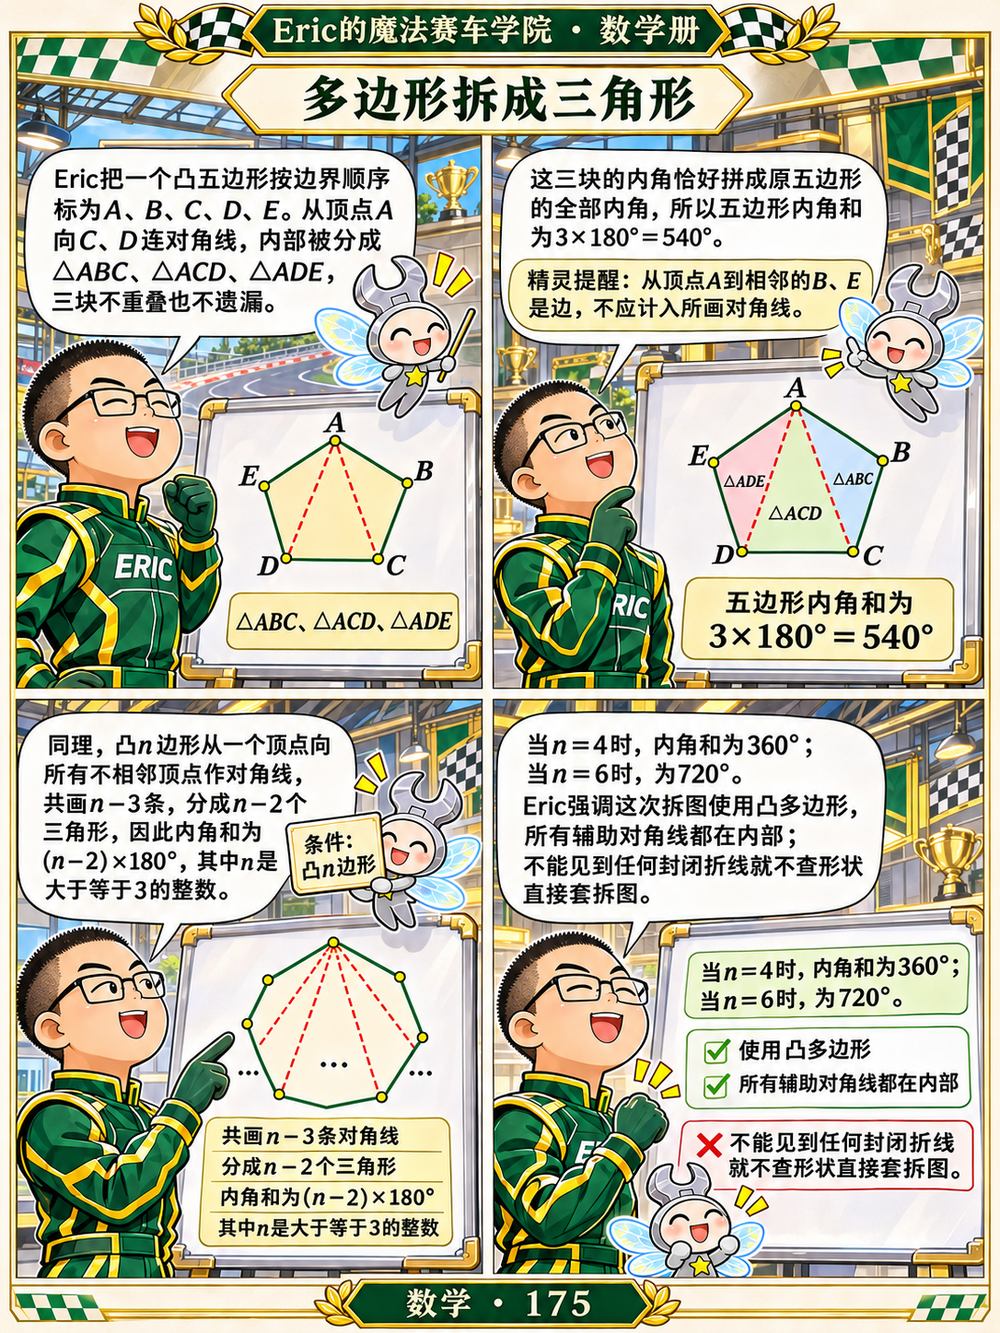 Eric的魔法赛车学院 · 数学册
多边形拆成三角形
Eric把一个凸五边形按边界顺序
标为A、B、C、D、E。从顶点A
向C、D连对角线，内部被分成
△ABC、△ACD、△ADE，
三块不重叠也不遗漏。
A
E
B
D
C
ERIC
△ABC、△ACD、△ADE
这三块的内角恰好拼成原五边形
的全部内角，所以五边形内角和
为3×180°=540°。
精灵提醒：从顶点A到相邻的B、E
是边，不应计入所画对角线。
A
E
B
△ADE
△ABC
△ACD
D
C
RIC
五边形内角和为
3×180°=540°
同理，凸n边形从一个顶点向
所有不相邻顶点作对角线，
共画n−3条，分成n−2个
三角形，因此内角和为
(n−2)×180°，其中n是
大于等于3的整数。
条件：
凸n边形
...
...
...
共画n−3条对角线
分成n−2个三角形
内角和为(n−2)×180°
其中n是大于等于3的整数
当n=4时，内角和为360°；
当n=6时，为720°。
Eric强调这次拆图使用凸多边形，
所有辅助对角线都在内部；
不能见到任何封闭折线就不查形状
直接套拆图。
当n=4时，内角和为360°；
当n=6时，为720°。
使用凸多边形
所有辅助对角线都在内部
不能见到任何封闭折线
就不查形状直接套拆图。
E
数学 · 175